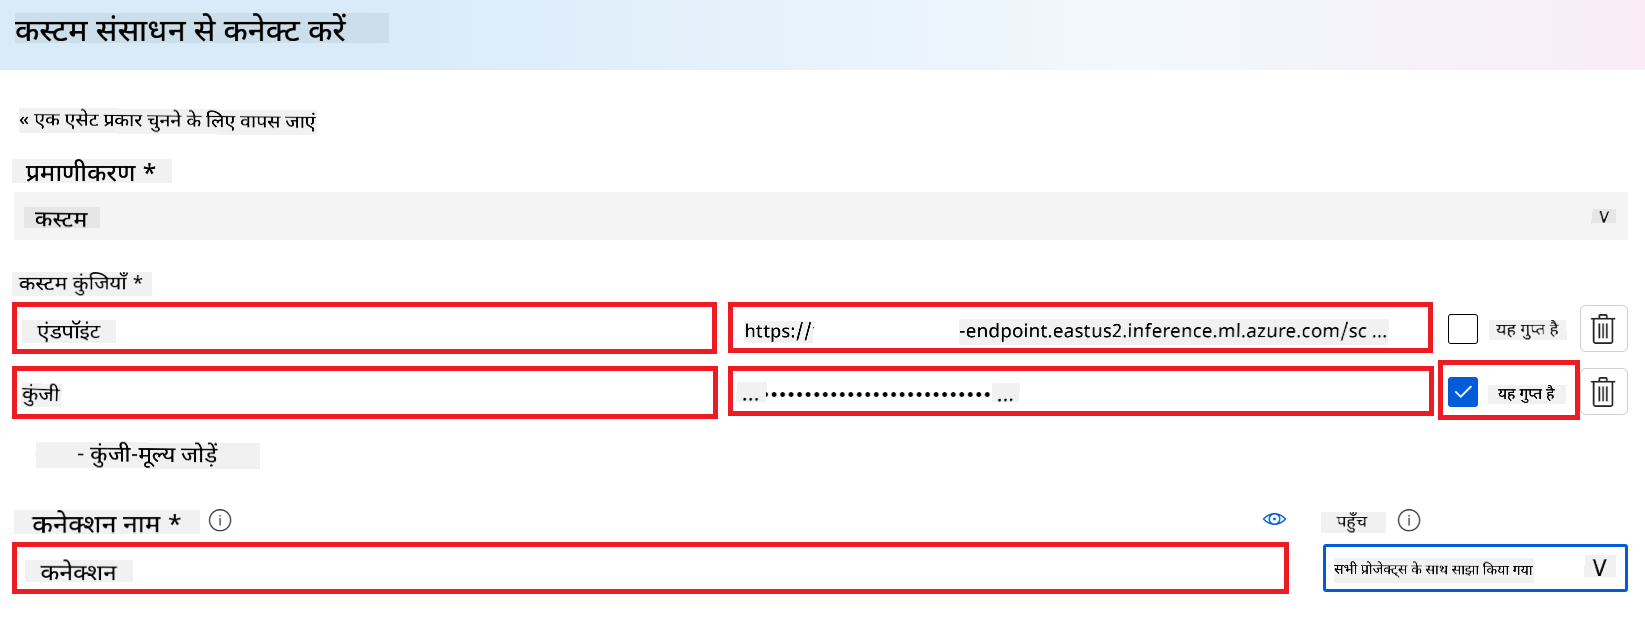 कस्टम संसाधन से कनेक्ट करें
« एक एसेट प्रकार चुनने के लिए वापस जाएं
प्रमाणीकरण *
कस्टम
कस्टम कुंजियाँ *
एंडपॉइंट https:// -endpoint.eastus2.inference.ml.azure.com/sc ... यह गुप्त है
कुंजी ... •••••••••••••••••••••••••••• ... यह गुप्त है
- कुंजी-मूल्य जोड़ें
कनेक्शन नाम * पहुँच
कनेक्शन सभी प्रोजेक्ट्स के साथ साझा किया गया